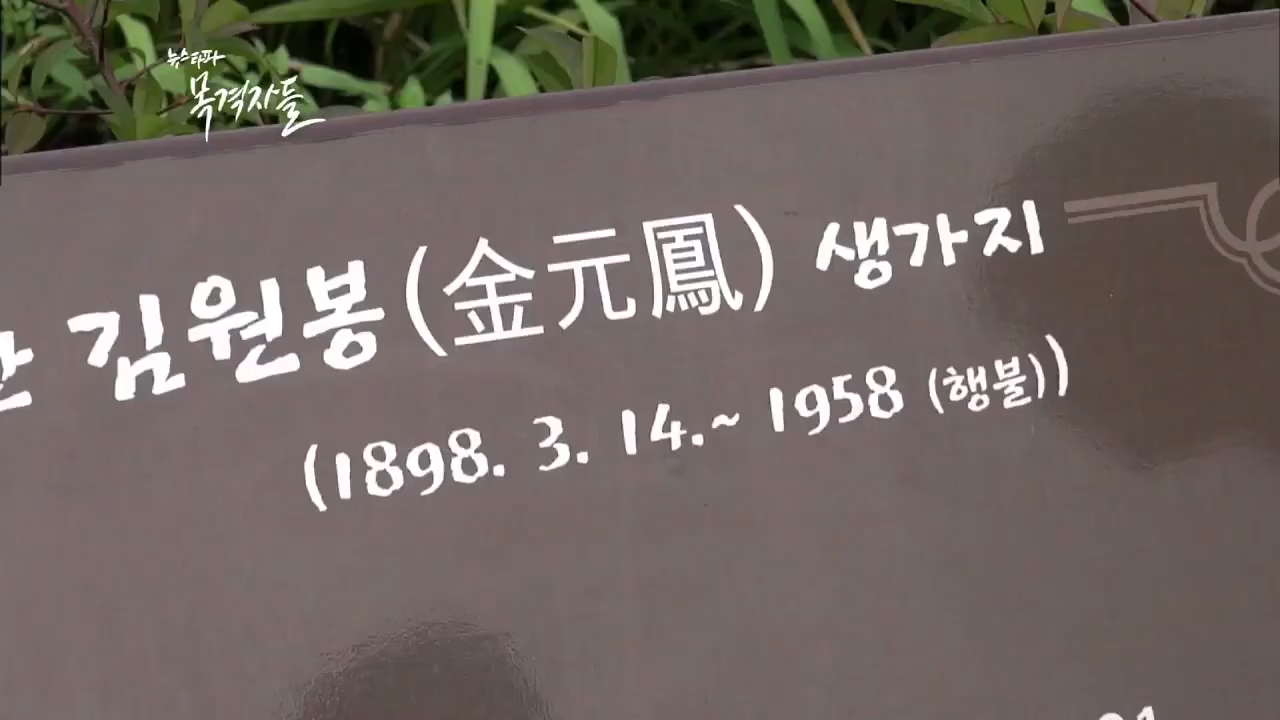 뉴스타파
목격자들
김원봉(金元鳳) 생가지
(1898. 3. 14.~ 1958 (행불))